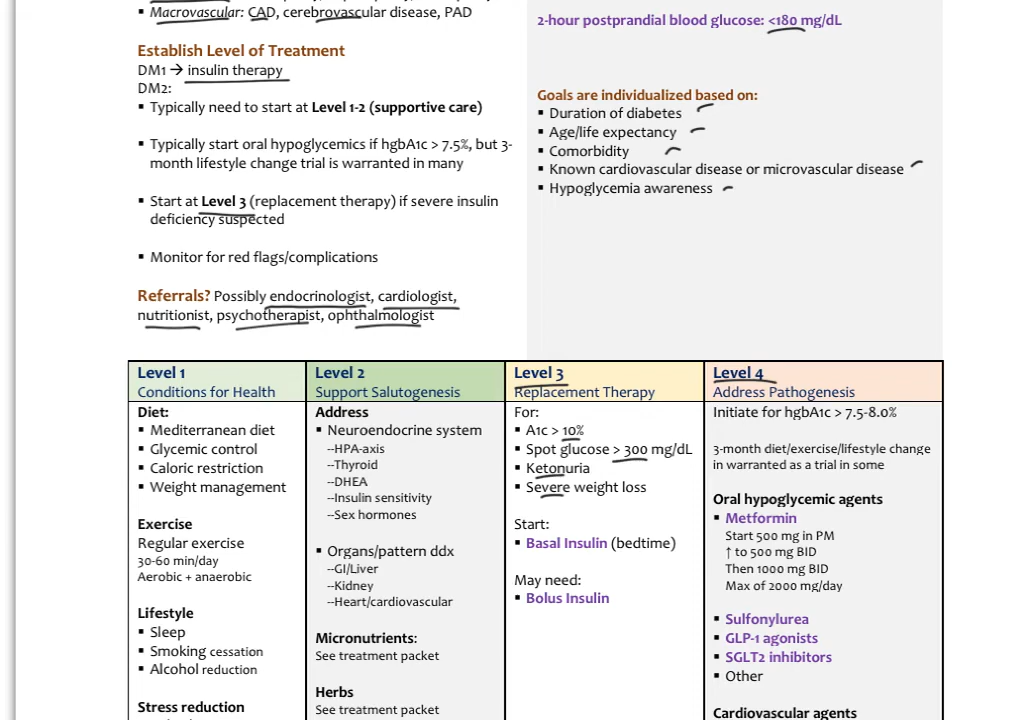 ▪ Macrovascular: CAD, cerebrovascular disease, PAD
Establish Level of Treatment
DM1 → insulin therapy
DM2:
▪ Typically need to start at Level 1-2 (supportive care)
▪ Typically start oral hypoglycemics if hgbA1c > 7.5%, but 3-
month lifestyle change trial is warranted in many
▪ Start at Level 3 (replacement therapy) if severe insulin
deficiency suspected
▪ Monitor for red flags/complications
Referrals? Possibly endocrinologist, cardiologist,
nutritionist, psychotherapist, ophthalmologist
2-hour postprandial blood glucose: <180 mg/dL
Goals are individualized based on:
▪ Duration of diabetes
▪ Age/life expectancy
▪ Comorbidity
▪ Known cardiovascular disease or microvascular disease
▪ Hypoglycemia awareness
Level 1
Conditions for Health
Diet:
▪ Mediterranean diet
▪ Glycemic control
▪ Caloric restriction
▪ Weight management
Exercise
Regular exercise
30-60 min/day
Aerobic + anaerobic
Lifestyle
▪ Sleep
▪ Smoking cessation
▪ Alcohol reduction
Stress reduction
Level 2
Support Salutogenesis
Address
▪ Neuroendocrine system
--HPA-axis
--Thyroid
--DHEA
--Insulin sensitivity
--Sex hormones
▪ Organs/pattern ddx
--GI/Liver
--Kidney
--Heart/cardiovascular
Micronutrients:
See treatment packet
Herbs
See treatment packet
Level 3
Replacement Therapy
For:
▪ A1c > 10%
▪ Spot glucose > 300 mg/dL
▪ Ketonuria
▪ Severe weight loss
Start:
▪ Basal Insulin (bedtime)
May need:
▪ Bolus Insulin
Level 4
Address Pathogenesis
Initiate for hgbA1c > 7.5-8.0%
3-month diet/exercise/lifestyle change
in warranted as a trial in some
Oral hypoglycemic agents
▪ Metformin
Start 500 mg in PM
↑ to 500 mg BID
Then 1000 mg BID
Max of 2000 mg/day
▪ Sulfonylurea
▪ GLP-1 agonists
▪ SGLT2 inhibitors
▪ Other
Cardiovascular agents